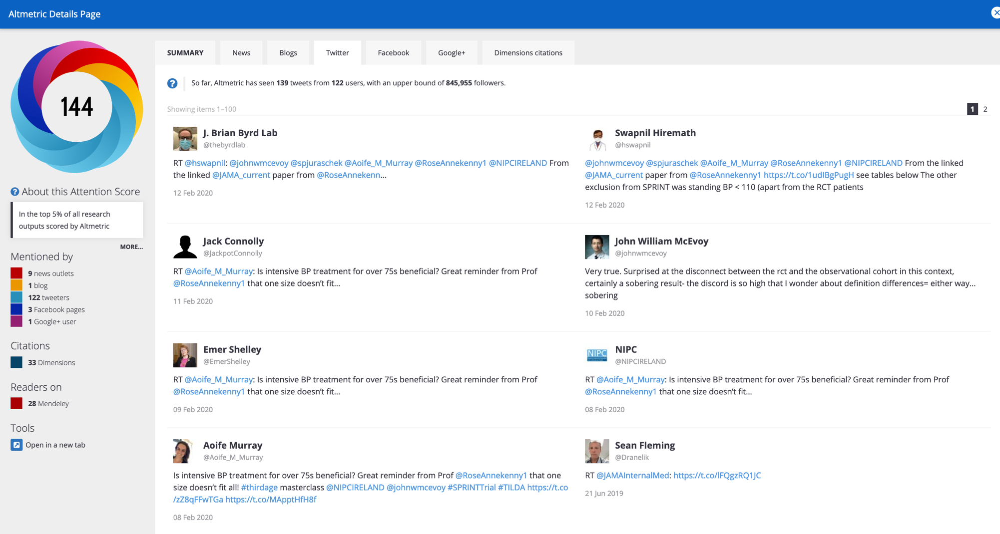 Altmetric Details Page
144
About this Attention Score
In the top 5% of all research
outputs scored by Altmetric
MORE...
Mentioned by
9 news outlets
1 blog
122 tweeters
3 Facebook pages
1 Google+ user
Citations
33 Dimensions
Readers on
28 Mendeley
Tools
Open in a new tab
SUMMARY
News
Blogs
Twitter
Facebook
Google+
Dimensions citations
So far, Altmetric has seen 139 tweets from 122 users, with an upper bound of 845,955 followers.
Showing items 1–100
1 2
J. Brian Byrd Lab
@thebyrdlab
RT @hswapnil: @johnwmcevoy @spjuraschek @Aoife_M_Murray @RoseAnnekenny1 @NIPCIRELAND From
the linked @JAMA_current paper from @RoseAnnekenn…
12 Feb 2020
Swapnil Hiremath
@hswapnil
@johnwmcevoy @spjuraschek @Aoife_M_Murray @RoseAnnekenny1 @NIPCIRELAND From the linked
@JAMA_current paper from @RoseAnnekenny1 https://t.co/1udIBgPugH see tables below The other
exclusion from SPRINT was standing BP < 110 (apart from the RCT patients
12 Feb 2020
Jack Connolly
@JackpotConnolly
RT @Aoife_M_Murray: Is intensive BP treatment for over 75s beneficial? Great reminder from Prof
@RoseAnnekenny1 that one size doesn’t fit…
11 Feb 2020
John William McEvoy
@johnwmcevoy
Very true. Surprised at the disconnect between the rct and the observational cohort in this context,
certainly a sobering result- the discord is so high that I wonder about definition differences= either way…
sobering
10 Feb 2020
Emer Shelley
@EmerShelley
RT @Aoife_M_Murray: Is intensive BP treatment for over 75s beneficial? Great reminder from Prof
@RoseAnnekenny1 that one size doesn’t fit…
09 Feb 2020
NIPC
NIPC
@NIPCIRELAND
RT @Aoife_M_Murray: Is intensive BP treatment for over 75s beneficial? Great reminder from Prof
@RoseAnnekenny1 that one size doesn’t fit…
08 Feb 2020
Aoife Murray
@Aoife_M_Murray
Is intensive BP treatment for over 75s beneficial? Great reminder from Prof @RoseAnnekenny1 that one
size doesn’t fit all! #thirdage masterclass @NIPCIRELAND @johnwmcevoy #SPRINTTrial #TILDA https://t.co
/zZ8qFFwTGa https://t.co/MApptHfH8f
08 Feb 2020
Sean Fleming
@Dranelik
RT @JAMAInternalMed: https://t.co/lFQgzRQ1JC
21 Jun 2019